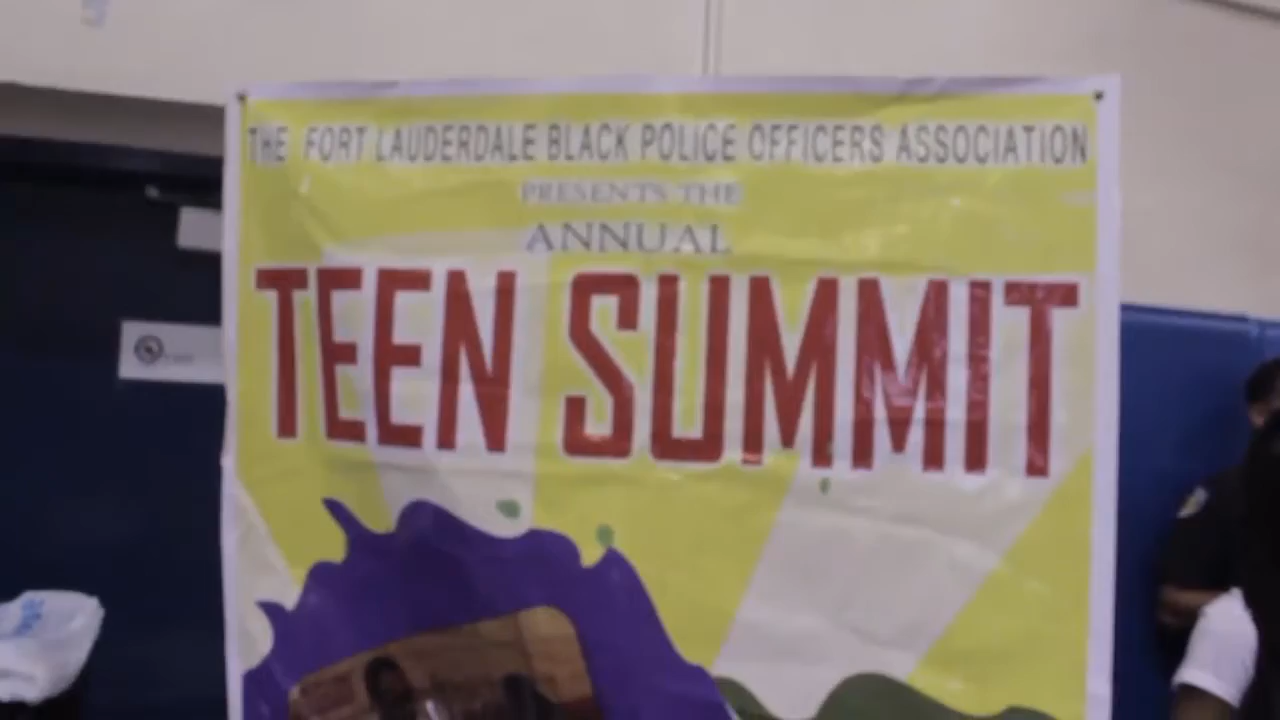 THE FORT LAUDERDALE BLACK POLICE OFFICERS ASSOCIATION
PRESENTS THE
ANNUAL
TEEN SUMMIT